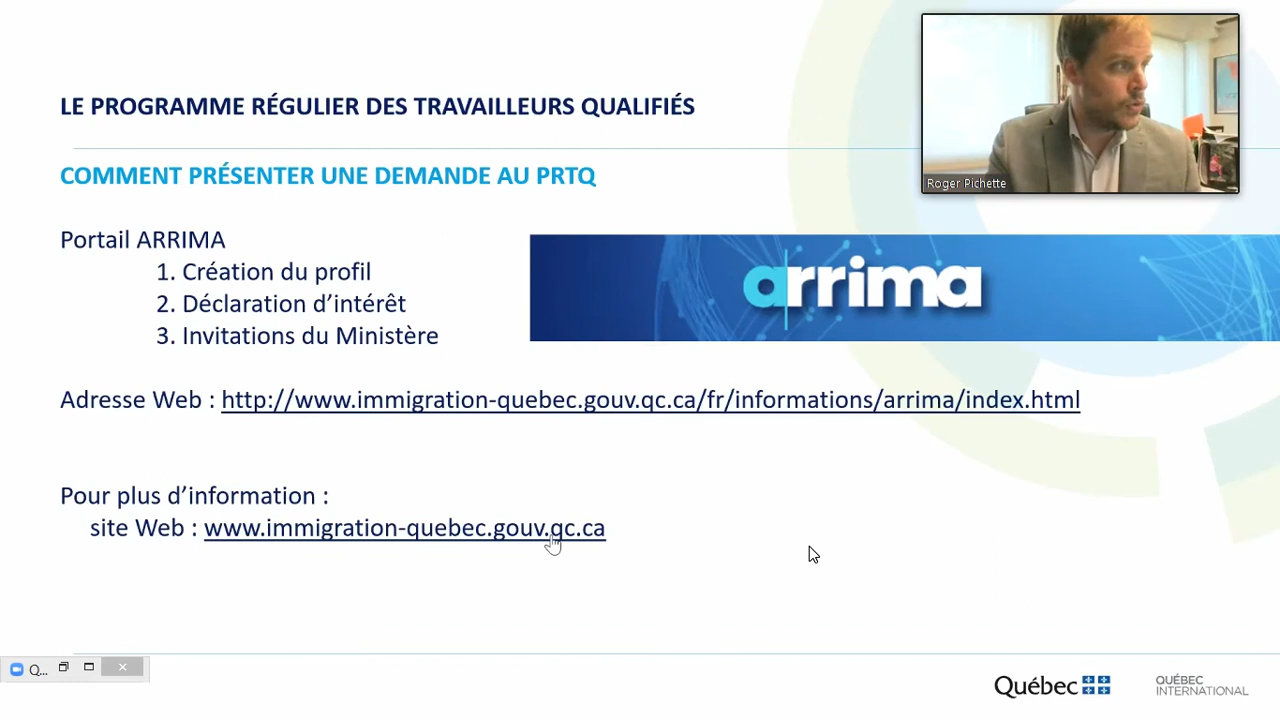 LE PROGRAMME RÉGULIER DES TRAVAILLEURS QUALIFIÉS
Roger Pichette
COMMENT PRÉSENTER UNE DEMANDE AU PRTQ
Portail ARRIMA
arrima
1. Création du profil
2. Déclaration d’intérêt
3. Invitations du Ministère
Adresse Web : http://www.immigration-quebec.gouv.qc.ca/fr/informations/arrima/index.html
Pour plus d’information :
site Web : www.immigration-quebec.gouv.qc.ca
Q...
Québec
QUÉBEC
INTERNATIONAL